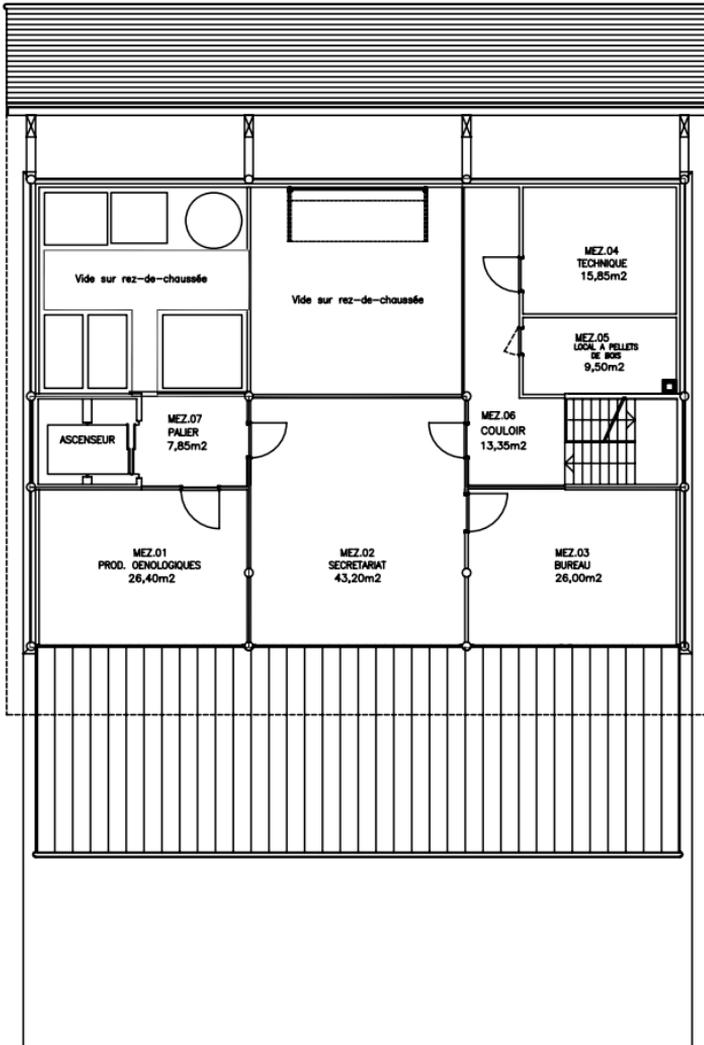 MEZ.04
TECHNIQUE
15,85m2
Vide sur rez-de-chaussée
Vide sur rez-de-chaussée
MEZ.05
LOCAL A PELLETS
DE BOIS
9,50m2
ASCENSEUR
MEZ.07
PALIER
7,85m2
MEZ.06
COULOIR
13,35m2
MEZ.01
PROD. OENOLOGIQUES
26,40m2
MEZ.02
SECRETARIAT
43,20m2
MEZ.03
BUREAU
26,00m2